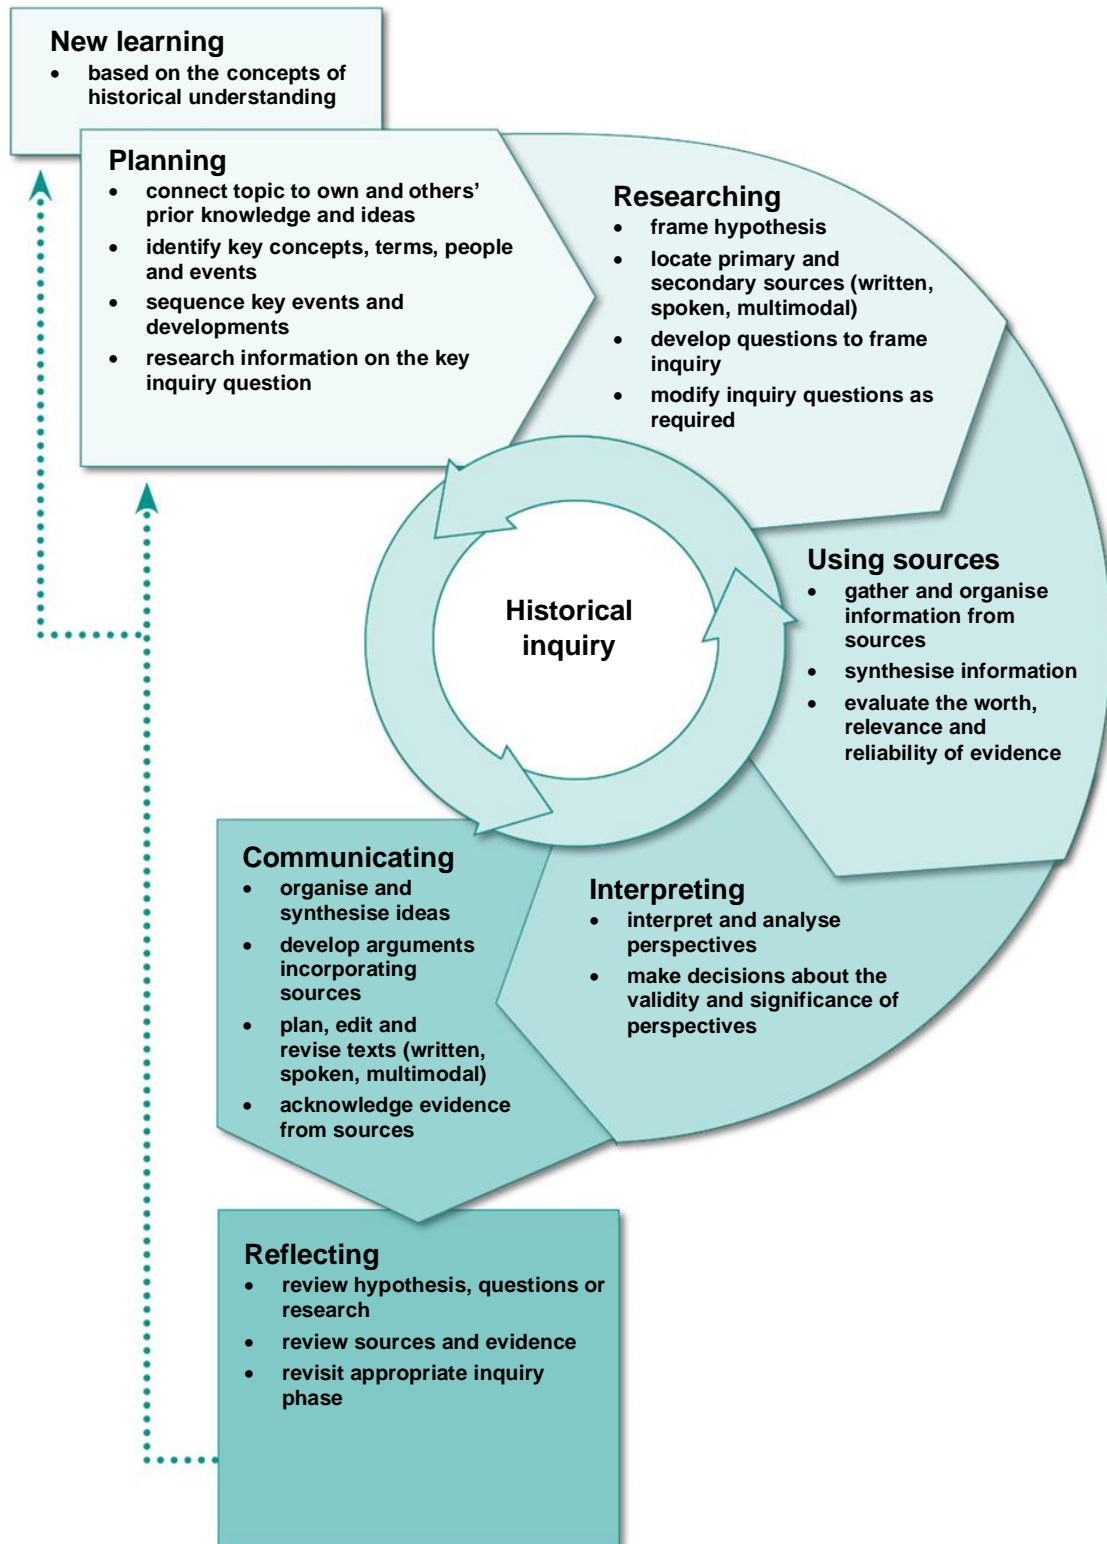 New learning
• based on the concepts of
historical understanding
Planning
• connect topic to own and others’
prior knowledge and ideas
• identify key concepts, terms, people
and events
• sequence key events and
developments
• research information on the key
inquiry question
Researching
• frame hypothesis
• locate primary and
secondary sources (written,
spoken, multimodal)
• develop questions to frame
inquiry
• modify inquiry questions as
required
Historical
inquiry
Using sources
• gather and organise
information from
sources
• synthesise information
• evaluate the worth,
relevance and
reliability of evidence
Interpreting
• interpret and analyse
perspectives
• make decisions about the
validity and significance of
perspectives
Communicating
• organise and
synthesise ideas
• develop arguments
incorporating
sources
• plan, edit and
revise texts (written,
spoken, multimodal)
• acknowledge evidence
from sources
Reflecting
• review hypothesis, questions or
research
• review sources and evidence
• revisit appropriate inquiry
phase